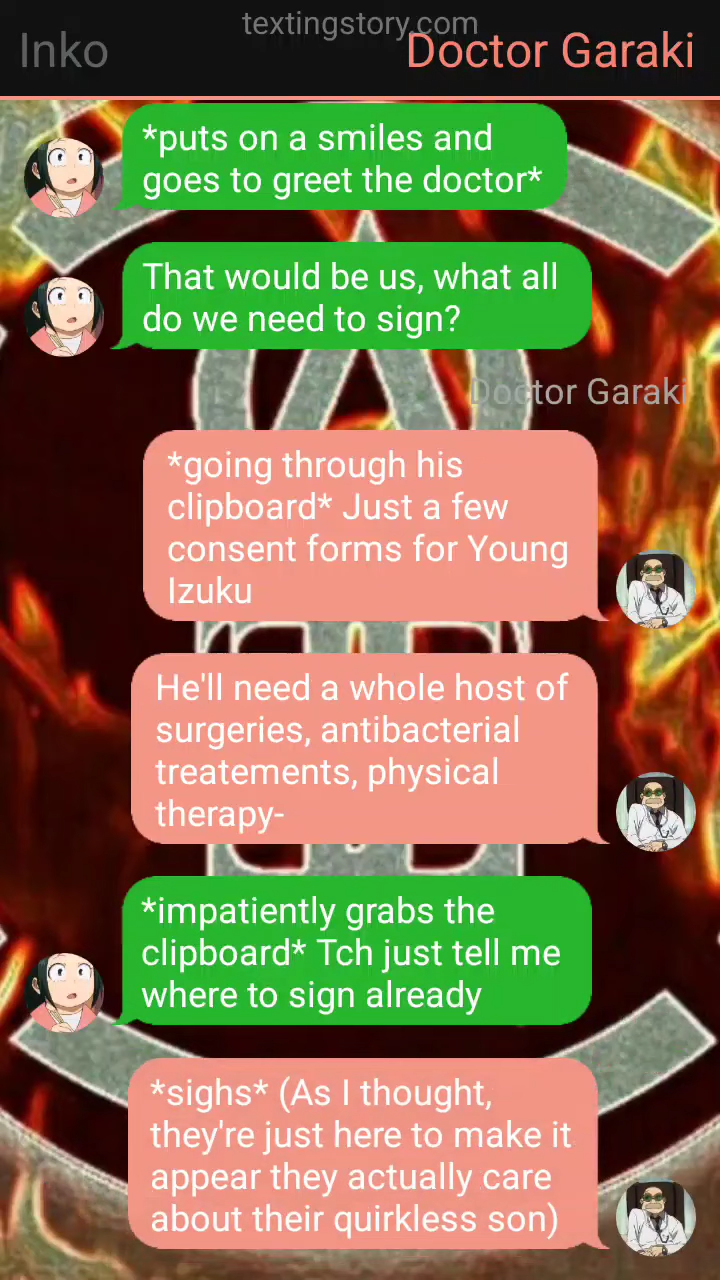 textingstory.com
Inko
Doctor Garaki
*puts on a smiles and
goes to greet the doctor*
That would be us, what all
do we need to sign?
Doctor Garaki
*going through his
clipboard* Just a few
consent forms for Young
Izuku
He'll need a whole host of
surgeries, antibacterial
treatements, physical
therapy-
*impatiently grabs the
clipboard* Tch just tell me
where to sign already
*sighs* (As I thought,
they're just here to make it
appear they actually care
about their quirkless son)